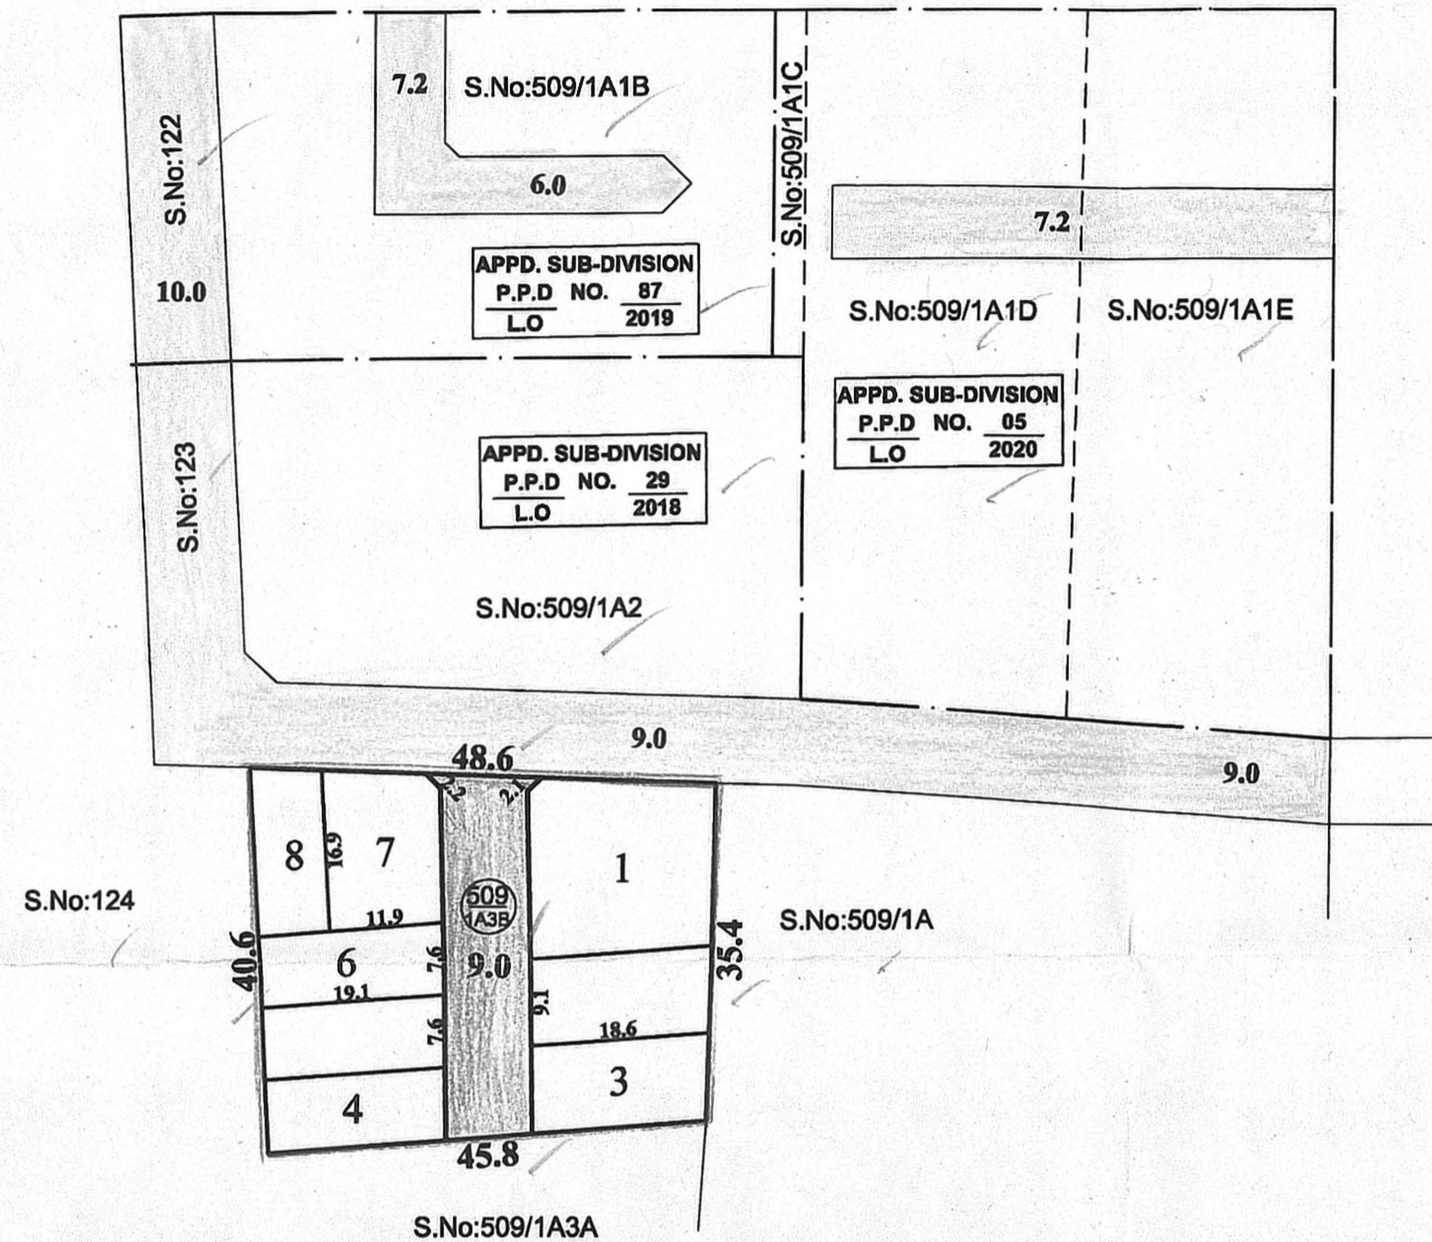 S.No:122
10.0
S.No:123
7.2
S.No:509/1A1B
6.0
APPD. SUB-DIVISION
P.P.D NO. 87
L.O 2019
S.No:509/1A1C
7.2
S.No:509/1A1D
S.No:509/1A1E
APPD. SUB-DIVISION
P.P.D NO. 05
L.O 2020
APPD. SUB-DIVISION
P.P.D NO. 29
L.O 2018
S.No:509/1A2
9.0
9.0
48.6
2.1
8
16.9
7
11.9
1
509
1A3B
9.0
S.No:124
40.6
6
7.6
19.1
7.6
4
9.1
18.6
3
35.4
S.No:509/1A
45.8
S.No:509/1A3A